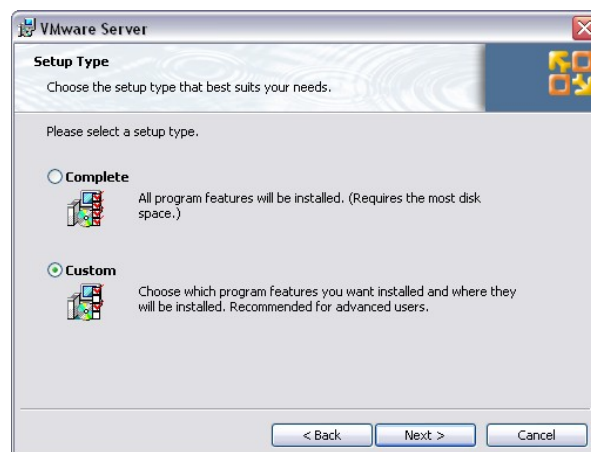 VMware Server
Setup Type
Choose the setup type that best suits your needs.
Please select a setup type.
Complete
All program features will be installed. (Requires the most disk
space.)
Custom
Choose which program features you want installed and where they
will be installed. Recommended for advanced users.
< Back
Next >
Cancel